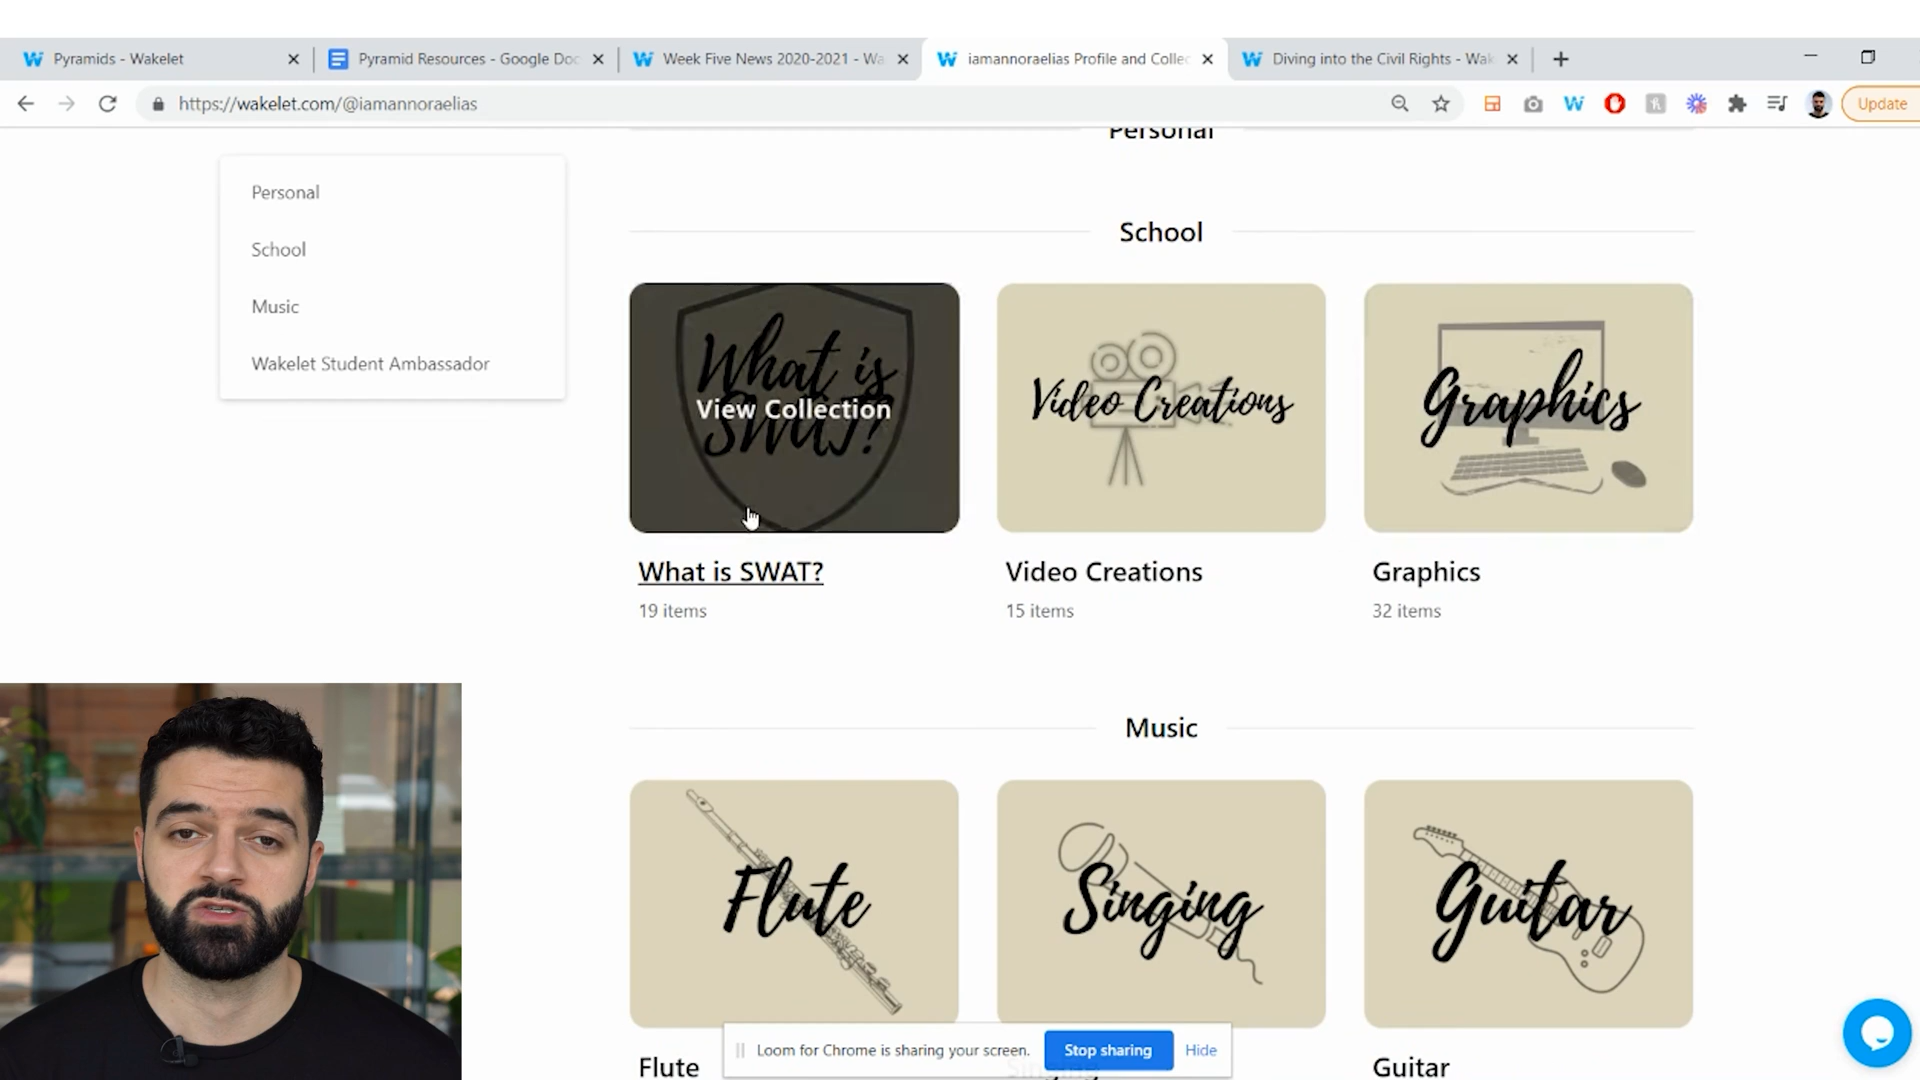 Pyramids - Wakelet
Pyramid Resources - Google Doc
Week Five News 2020-2021 - Wa
iamannoraelias Profile and Collec
Diving into the Civil Rights - Wak
https://wakelet.com/@iamannoraelias
Update
Personal
Personal
School
Music
Wakelet Student Ambassador
School
What is
SWAT?
View Collection
Video Creations
Graphics
What is SWAT?
19 items
Video Creations
15 items
Graphics
32 items
Music
Flute
Singing
Guitar
Flute
Singing
Guitar
Loom for Chrome is sharing your screen.
Stop sharing
Hide